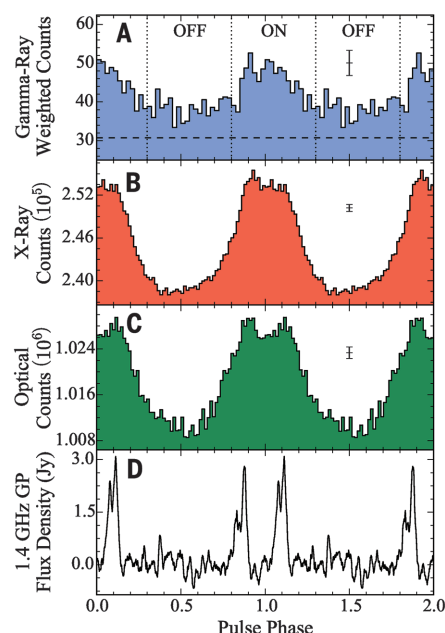 A
OFF
ON
OFF
Gamma-Ray
Weighted Counts
60
50
40
30
B
X-Ray
Counts (10⁵)
2.52
2.46
2.40
C
Optical
Counts (10⁶)
1.024
1.016
1.008
D
1.4 GHz GP
Flux Density (Jy)
3.0
1.5
0.0
0.0
0.5
1.0
1.5
2.0
Pulse Phase